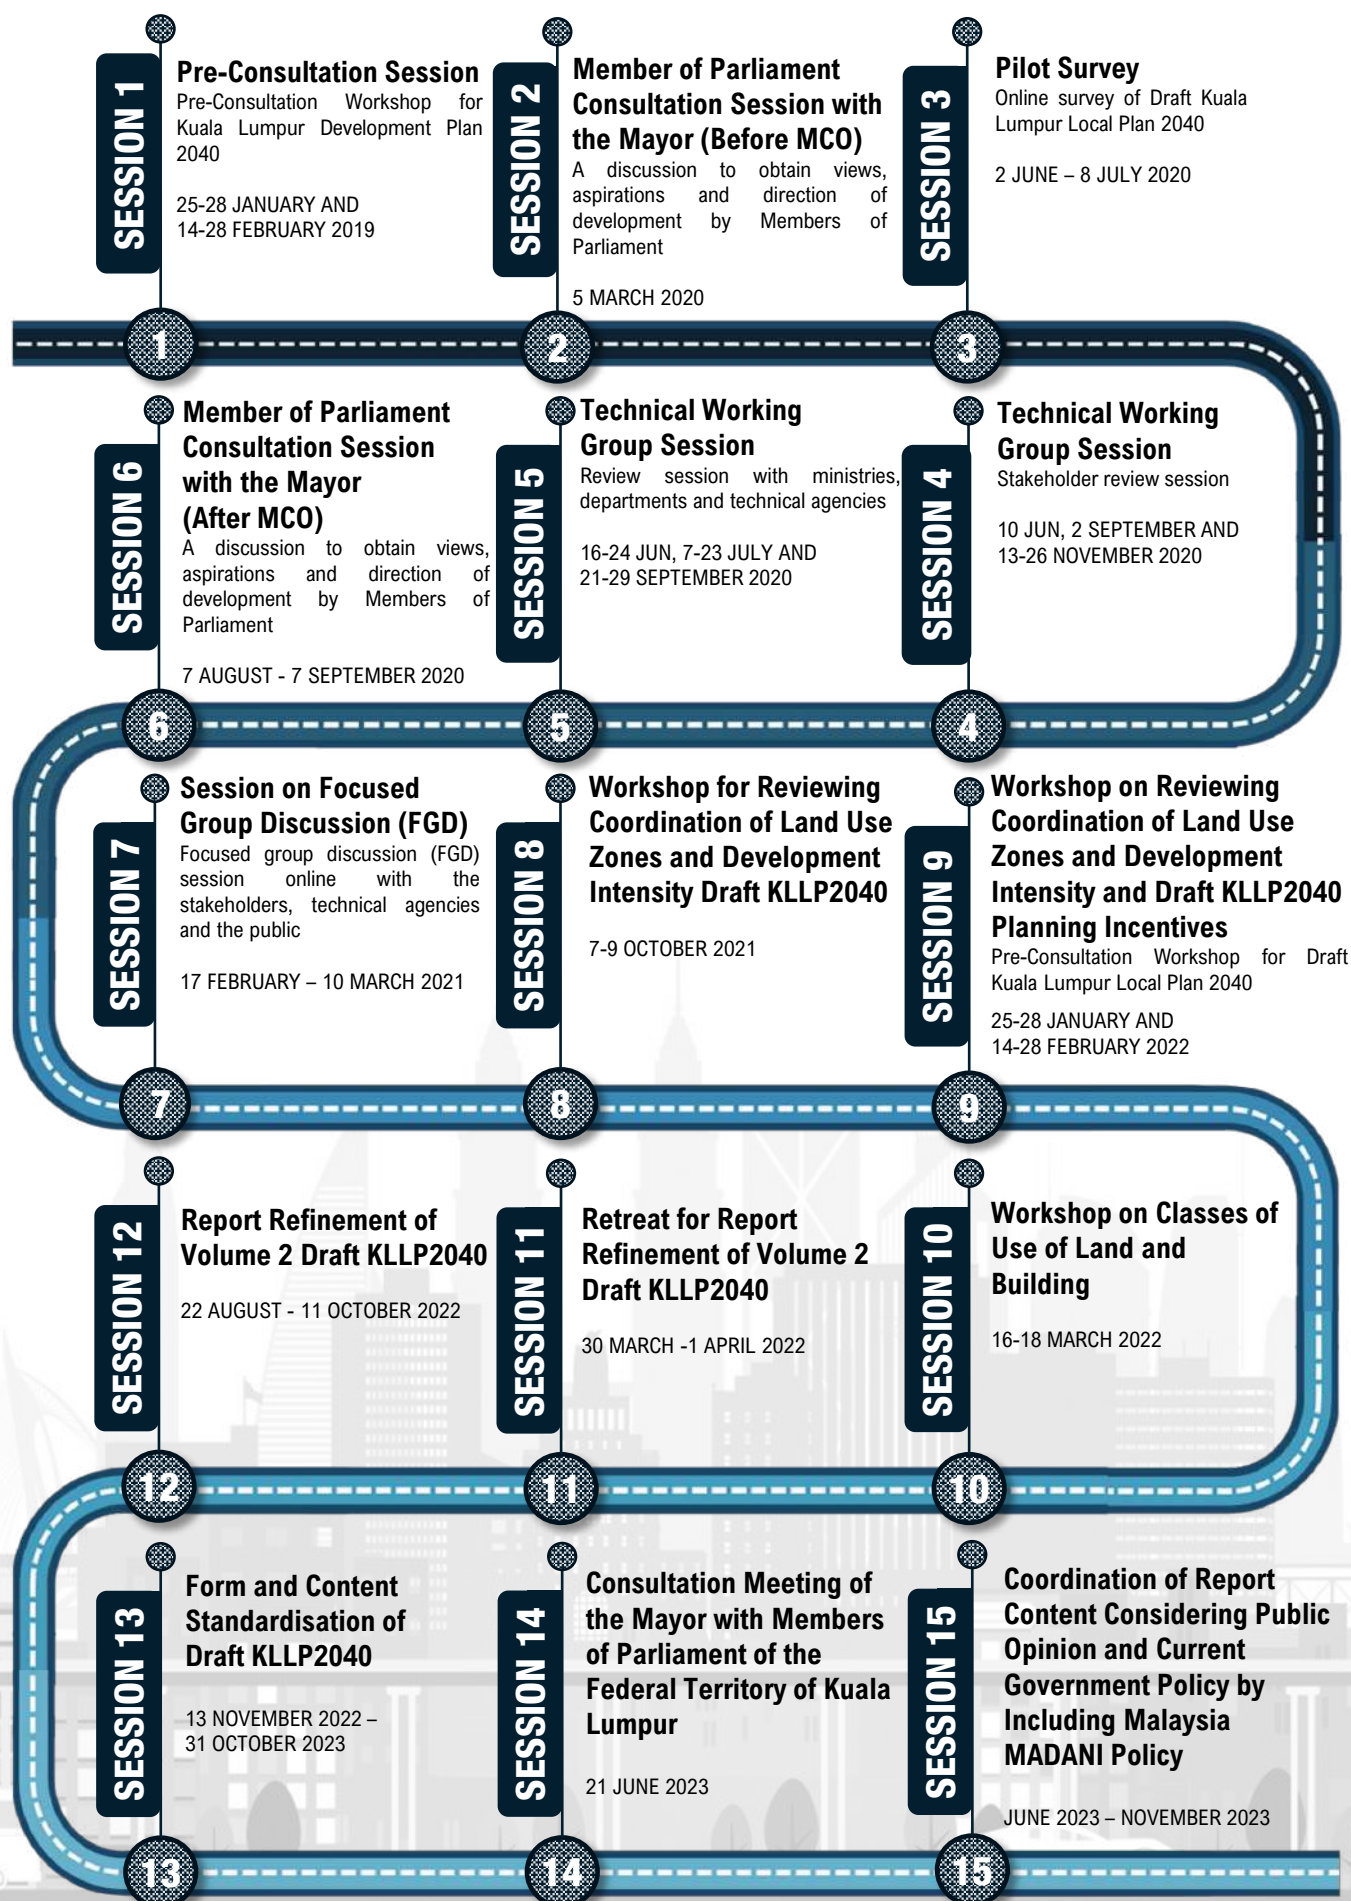 SESSION 1
Pre-Consultation Session
Pre-Consultation Workshop for
Kuala Lumpur Development Plan
2040
25-28 JANUARY AND
14-28 FEBRUARY 2019
1
SESSION 2
Member of Parliament
Consultation Session with
the Mayor (Before MCO)
A discussion to obtain views,
aspirations and direction of
development by Members of
Parliament
5 MARCH 2020
2
SESSION 3
Pilot Survey
Online survey of Draft Kuala
Lumpur Local Plan 2040
2 JUNE – 8 JULY 2020
3
SESSION 4
Technical Working
Group Session
Stakeholder review session
10 JUN, 2 SEPTEMBER AND
13-26 NOVEMBER 2020
4
SESSION 5
Technical Working
Group Session
Review session with ministries,
departments and technical agencies
16-24 JUN, 7-23 JULY AND
21-29 SEPTEMBER 2020
5
SESSION 6
Member of Parliament
Consultation Session
with the Mayor
(After MCO)
A discussion to obtain views,
aspirations and direction of
development by Members of
Parliament
7 AUGUST - 7 SEPTEMBER 2020
6
SESSION 7
Session on Focused
Group Discussion (FGD)
Focused group discussion (FGD)
session online with the
stakeholders, technical agencies
and the public
17 FEBRUARY – 10 MARCH 2021
7
SESSION 8
Workshop for Reviewing
Coordination of Land Use
Zones and Development
Intensity Draft KLLP2040
7-9 OCTOBER 2021
8
SESSION 9
Workshop on Reviewing
Coordination of Land Use
Zones and Development
Intensity and Draft KLLP2040
Planning Incentives
Pre-Consultation Workshop for Draft
Kuala Lumpur Local Plan 2040
25-28 JANUARY AND
14-28 FEBRUARY 2022
9
SESSION 10
Workshop on Classes of
Use of Land and
Building
16-18 MARCH 2022
10
SESSION 11
Retreat for Report
Refinement of Volume 2
Draft KLLP2040
30 MARCH -1 APRIL 2022
11
SESSION 12
Report Refinement of
Volume 2 Draft KLLP2040
22 AUGUST - 11 OCTOBER 2022
12
SESSION 13
Form and Content
Standardisation of
Draft KLLP2040
13 NOVEMBER 2022 –
31 OCTOBER 2023
13
SESSION 14
Consultation Meeting of
the Mayor with Members
of Parliament of the
Federal Territory of Kuala
Lumpur
21 JUNE 2023
14
SESSION 15
Coordination of Report
Content Considering Public
Opinion and Current
Government Policy by
Including Malaysia
MADANI Policy
JUNE 2023 – NOVEMBER 2023
15